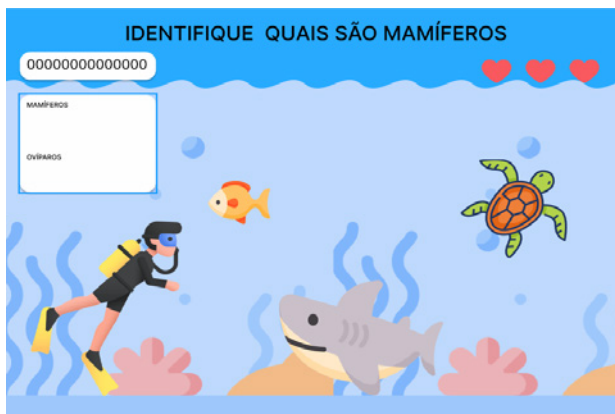 IDENTIFIQUE QUAIS SÃO MAMÍFEROS
00000000000000
MAMÍFEROS
OVÍPAROS